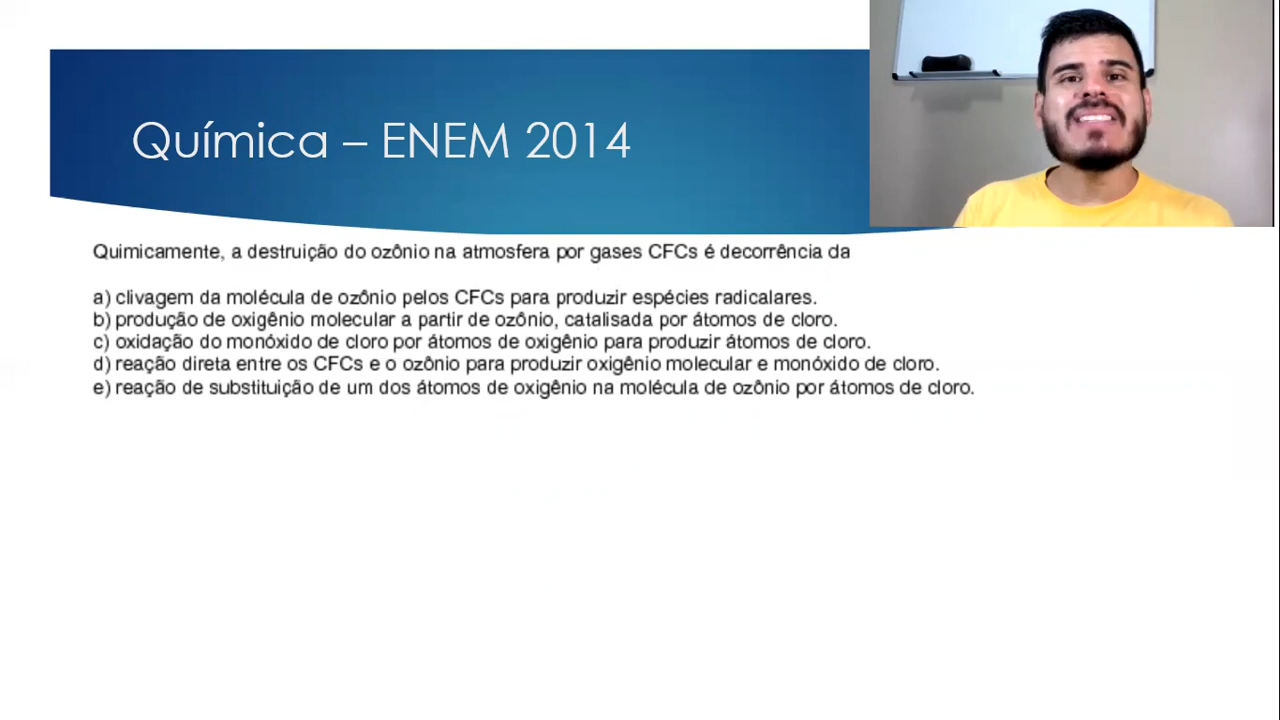 Química – ENEM 2014
Quimicamente, a destruição do ozônio na atmosfera por gases CFCs é decorrência da
a) clivagem da molécula de ozônio pelos CFCs para produzir espécies radicalares.
b) produção de oxigênio molecular a partir de ozônio, catalisada por átomos de cloro.
c) oxidação do monóxido de cloro por átomos de oxigênio para produzir átomos de cloro.
d) reação direta entre os CFCs e o ozônio para produzir oxigênio molecular e monóxido de cloro.
e) reação de substituição de um dos átomos de oxigênio na molécula de ozônio por átomos de cloro.